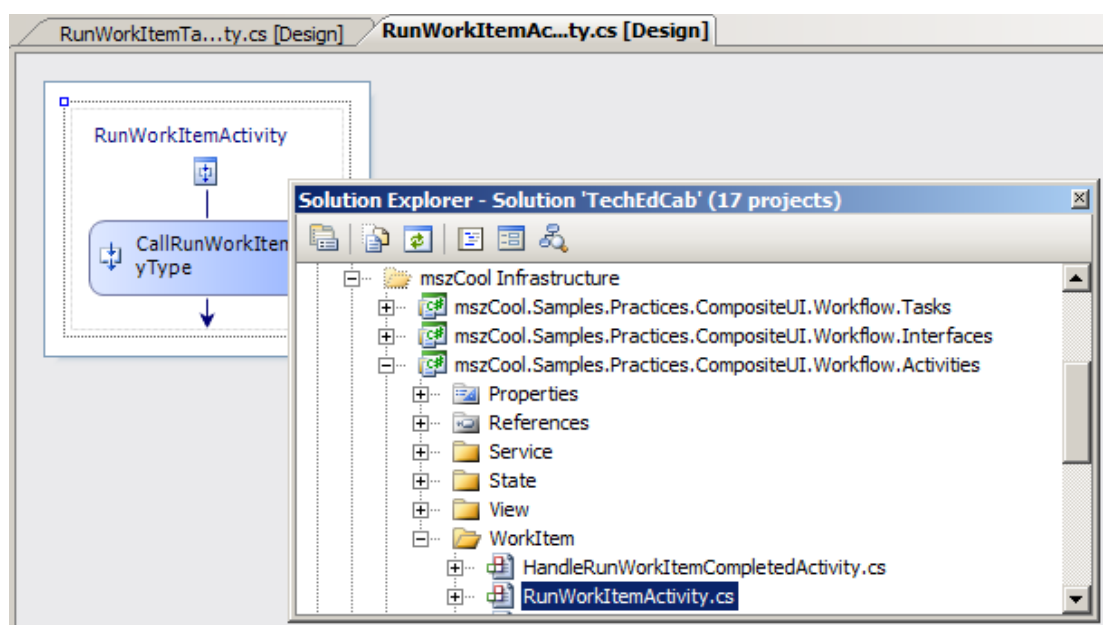 RunWorkItemTa...ty.cs [Design]
RunWorkItemAc...ty.cs [Design]
RunWorkItemActivity
CallRunWorkItem
yType
Solution Explorer - Solution 'TechEdCab' (17 projects)
mszCool Infrastructure
mszCool.Samples.Practices.CompositeUI.Workflow.Tasks
mszCool.Samples.Practices.CompositeUI.Workflow.Interfaces
mszCool.Samples.Practices.CompositeUI.Workflow.Activities
Properties
References
Service
State
View
WorkItem
HandleRunWorkItemCompletedActivity.cs
RunWorkItemActivity.cs